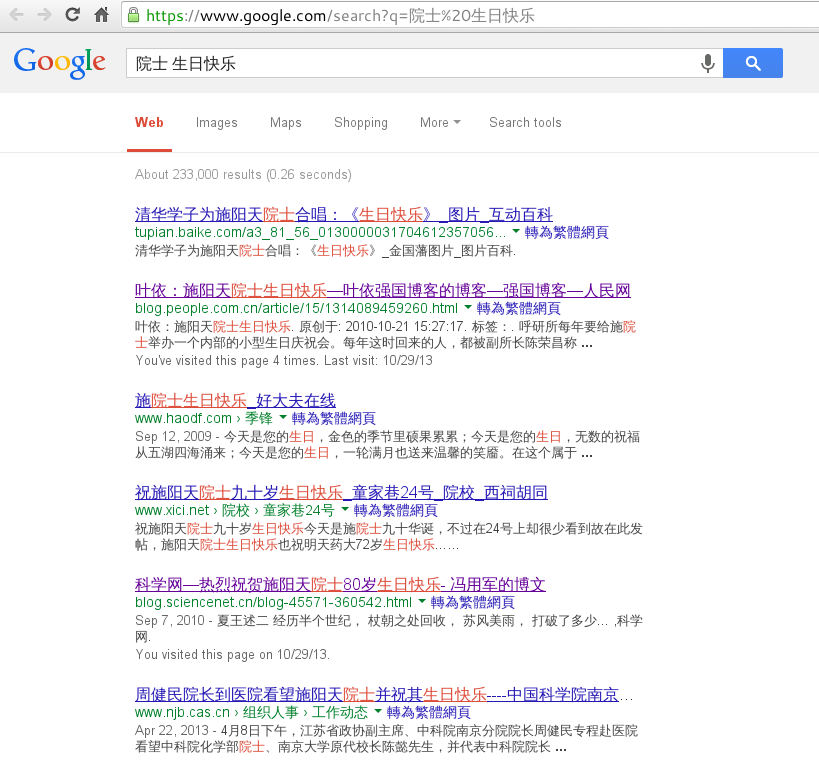 https://www.google.com/search?q=院士%20生日快乐
Google 院士 生日快乐
Web Images Maps Shopping More Search tools
About 233,000 results (0.26 seconds)
清华学子为施阳天院士合唱：《生日快乐》_图片_互动百科
tupian.baike.com/a3_81_56_0130000031704612357056... 轉為繁體網頁
清华学子为施阳天院士合唱：《生日快乐》_金国藩图片_图片百科.
叶依：施阳天院士生日快乐—叶依强国博客的博客—强国博客—人民网
blog.people.com.cn/article/15/1314089459260.html 轉為繁體網頁
叶依：施阳天院士生日快乐. 原创于: 2010-10-21 15:27:17. 标签：. 呼研所每年要给施院
士举办一个内部的小型生日庆祝会。每年这时回来的人，都被副所长陈荣昌称 ...
You've visited this page 4 times. Last visit: 10/29/13
施院士生日快乐_好大夫在线
www.haodf.com › 季锋 轉為繁體網頁
Sep 12, 2009 - 今天是您的生日，金色的季节里硕果累累；今天是您的生日，无数的祝福
从五湖四海涌来；今天是您的生日，一轮满月也送来温馨的笑靥。在这个属于 ...
祝施阳天院士九十岁生日快乐_童家巷24号_院校_西祠胡同
www.xici.net › 院校 › 童家巷24号 轉為繁體網頁
祝施阳天院士九十岁生日快乐今天是施院士九十华诞，不过在24号上却很少看到故在此发
帖，施阳天院士生日快乐也祝明天药大72岁生日快乐……
科学网—热烈祝贺施阳天院士80岁生日快乐- 冯用军的博文
blog.sciencenet.cn/blog-45571-360542.html 轉為繁體網頁
Sep 7, 2010 - 夏王述二 经历半个世纪， 杖朝之处回收， 苏风美雨， 打破了多少... ,科学
网.
You visited this page on 10/29/13.
周健民院长到医院看望施阳天院士并祝其生日快乐----中国科学院南京…
www.njb.cas.cn › 组织人事 › 工作动态 轉為繁體網頁
Apr 22, 2013 - 4月8日下午，江苏省政协副主席、中科院南京分院院长周健民专程赴医院
看望中科院化学部院士、南京大学原代校长陈懿先生，并代表中科院院长 ...